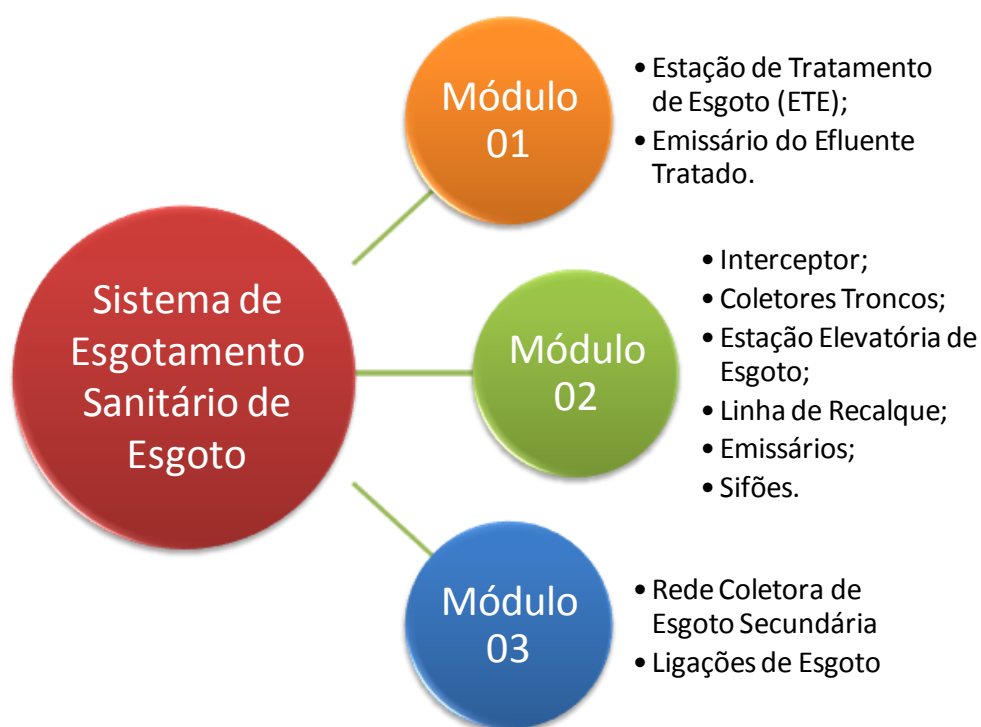 Sistema de
Esgotamento
Sanitário de
Esgoto
Módulo
01
• Estação de Tratamento
de Esgoto (ETE);
• Emissário do Efluente
Tratado.
Módulo
02
• Interceptor;
• Coletores Troncos;
• Estação Elevatória de
Esgoto;
• Linha de Recalque;
• Emissários;
• Sifões.
Módulo
03
• Rede Coletora de
Esgoto Secundária
• Ligações de Esgoto